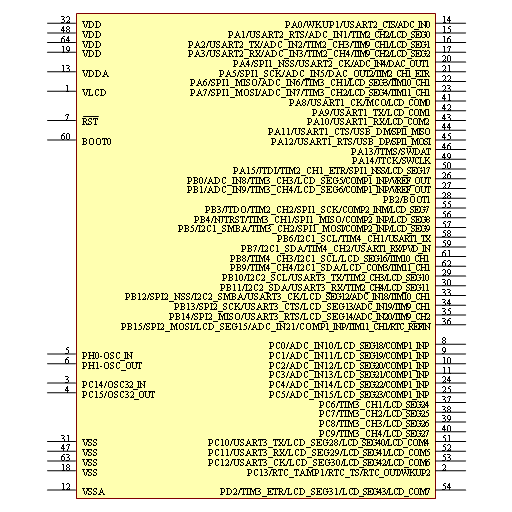 32 VDD
48 VDD
64 VDD
19 VDD
13 VDDA
1 VLCD
7 RST
60 BOOT0
5 PH0-OSC_IN
6 PH1-OSC_OUT
3 PC14/OSC32_IN
4 PC15/OSC32_OUT
31 VSS
47 VSS
63 VSS
18 VSS
12 VSSA
PA0/WKUP1/USART2_CTS/ADC_IN0 14
PA1/USART2_RTS/ADC_IN1/TIM2_CH2/LCD_SEG0 15
PA2/USART2_TX/ADC_IN2/TIM2_CH3/TIM9_CH1/LCD_SEG1 16
PA3/USART2_RX/ADC_IN3/TIM2_CH4/TIM9_CH2/LCD_SEG2 17
PA4/SPI1_NSS/USART2_CK/ADC_IN4/DAC_OUT1 20
PA5/SPI1_SCK/ADC_IN5/DAC_OUT2/TIM2_CH1_ETR 21
PA6/SPI1_MISO/ADC_IN6/TIM3_CH1/LCD_SEG3/TIM10_CH1 22
PA7/SPI1_MOSI/ADC_IN7/TIM3_CH2/LCD_SEG4/TIM11_CH1 23
PA8/USART1_CK/MCO/LCD_COM0 41
PA9/USART1_TX/LCD_COM1 42
PA10/USART1_RX/LCD_COM2 43
PA11/USART1_CTS/USB_DM/SPI1_MISO 44
PA12/USART1_RTS/USB_DP/SPI1_MOSI 45
PA13/JTMS/SWDAT 46
PA14/JTCK/SWCLK 49
PA15/JTDI/TIM2_CH1_ETR/SPI1_NSS/LCD_SEG17 50
PB0/ADC_IN8/TIM3_CH3/LCD_SEG5/COMP1_INP/VREF_OUT 26
PB1/ADC_IN9/TIM3_CH4/LCD_SEG6/COMP1_INP/VREF_OUT 27
PB2/BOOT1 28
PB3/JTDO/TIM2_CH2/SPI1_SCK/COMP2_INM/LCD_SEG7 55
PB4/NJTRST/TIM3_CH1/SPI1_MISO/COMP2_INP/LCD_SEG8 56
PB5/I2C1_SMBA/TIM3_CH2/SPI1_MOSI/COMP2_INP/LCD_SEG9 57
PB6/I2C1_SCL/TIM4_CH1/USART1_TX 58
PB7/I2C1_SDA/TIM4_CH2/USART1_RX/PVD_IN 59
PB8/TIM4_CH3/I2C1_SCL/LCD_SEG16/TIM10_CH1 61
PB9/TIM4_CH4/I2C1_SDA/LCD_COM3/TIM11_CH1 62
PB10/I2C2_SCL/USART3_TX/TIM2_CH3/LCD_SEG10 29
PB11/I2C2_SDA/USART3_RX/TIM2_CH4/LCD_SEG11 30
PB12/SPI2_NSS/I2C2_SMBA/USART3_CK/LCD_SEG12/ADC_IN18/TIM10_CH1 33
PB13/SPI2_SCK/USART3_CTS/LCD_SEG13/ADC_IN19/TIM9_CH1 34
PB14/SPI2_MISO/USART3_RTS/LCD_SEG14/ADC_IN20/TIM9_CH2 35
PB15/SPI2_MOSI/LCD_SEG15/ADC_IN21/COMP1_INP/TIM11_CH1/RTC_REFIN 36
PC0/ADC_IN10/LCD_SEG18/COMP1_INP 8
PC1/ADC_IN11/LCD_SEG19/COMP1_INP 9
PC2/ADC_IN12/LCD_SEG20/COMP1_INP 10
PC3/ADC_IN13/LCD_SEG21/COMP1_INP 11
PC4/ADC_IN14/LCD_SEG22/COMP1_INP 24
PC5/ADC_IN15/LCD_SEG23/COMP1_INP 25
PC6/TIM3_CH1/LCD_SEG24 37
PC7/TIM3_CH2/LCD_SEG25 38
PC8/TIM3_CH3/LCD_SEG26 39
PC9/TIM3_CH4/LCD_SEG27 40
PC10/USART3_TX/LCD_SEG28/LCD_SEG40/LCD_COM4 51
PC11/USART3_RX/LCD_SEG29/LCD_SEG41/LCD_COM5 52
PC12/USART3_CK/LCD_SEG30/LCD_SEG42/LCD_COM6 53
PC13/RTC_TAMP1/RTC_TS/RTC_OUT/WKUP2 2
PD2/TIM3_ETR/LCD_SEG31/LCD_SEG43/LCD_COM7 54